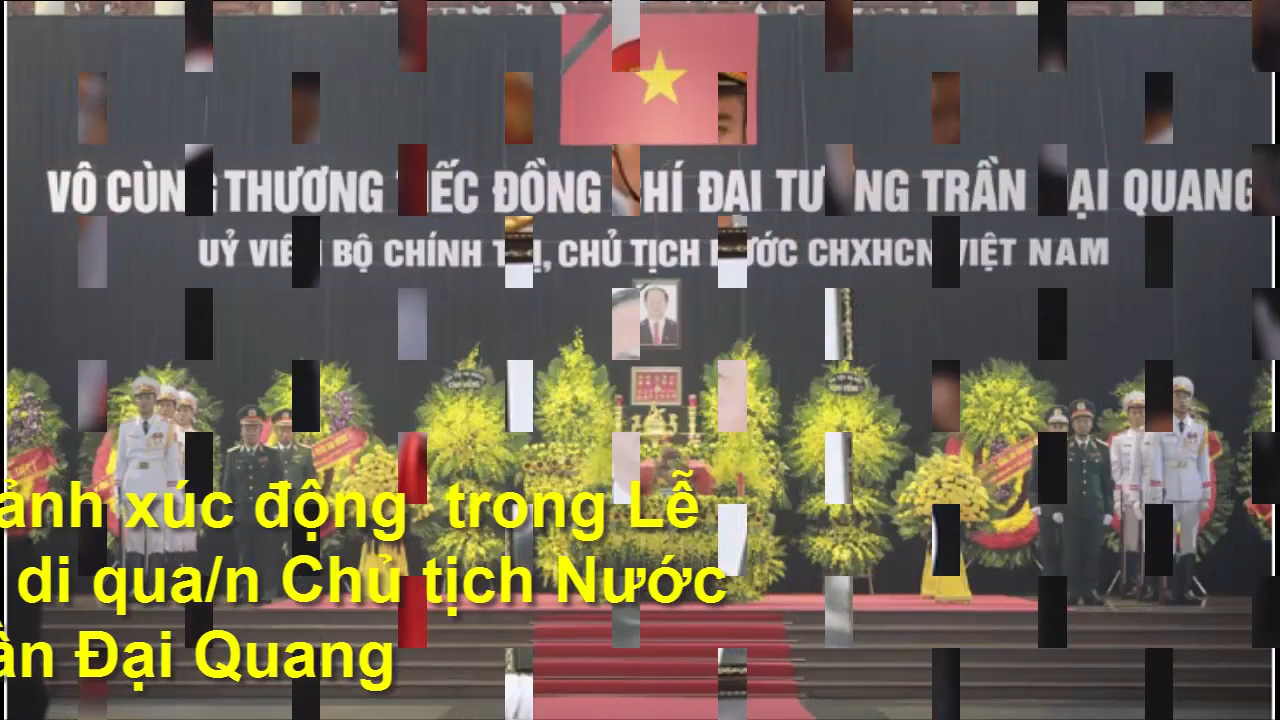 VÔ CÙNG THƯƠNG TIẾC ĐỒNG CHÍ ĐẠI TƯỚNG TRẦN ĐẠI QUANG
UỶ VIÊN BỘ CHÍNH TRỊ, CHỦ TỊCH NƯỚC CHXHCN VIỆT NAM
ảnh xúc động trong Lễ
di qua/n Chủ tịch Nước
ần Đại Quang